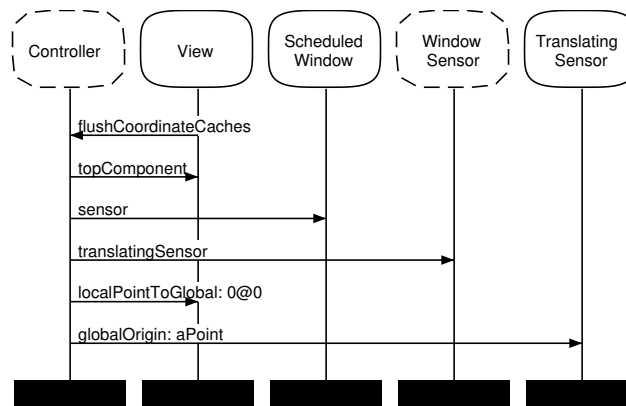 Controller
View
Scheduled
Window
Window
Sensor
Translating
Sensor
flushCoordinateCaches
topComponent
sensor
translatingSensor
localPointToGlobal: 0@0
globalOrigin: aPoint